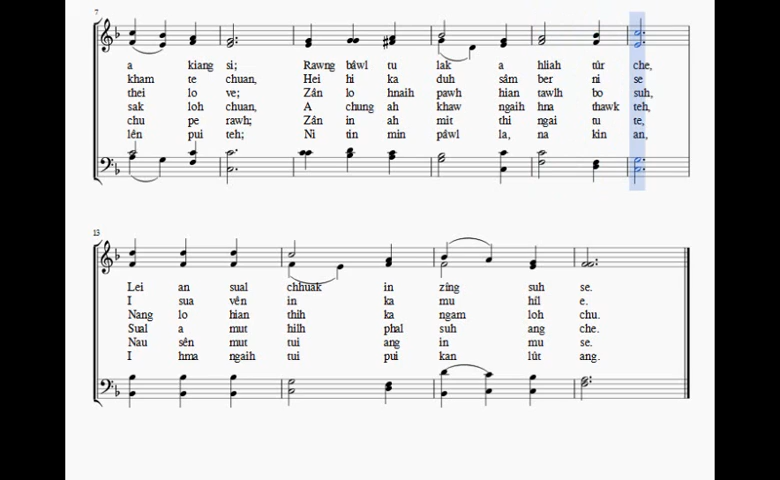 7
a kiang si; Rawng bâwl tu lak a hliah tûr che,
kham te chuan, Hei hi ka duh sâm ber ni se
thei lo ve; Zân lo hnaih pawh hian tawlh bo suh,
sak loh chuan, A chung ah khaw ngaih hna thawk teh,
chu pe rawh; Zân in ah mit thi ngai tu te,
lên pui teh; Ni tin min pâwl la, na kin an,
13
Lei an sual chhuak in zîng suh se.
I sua vên in ka mu hîl e.
Nang lo hian thih ka ngam loh chu.
Sual a mut hilh phal suh ang che.
Nau sên mut tui ang in mu se.
I hma ngaih tui pui kan lût ang.